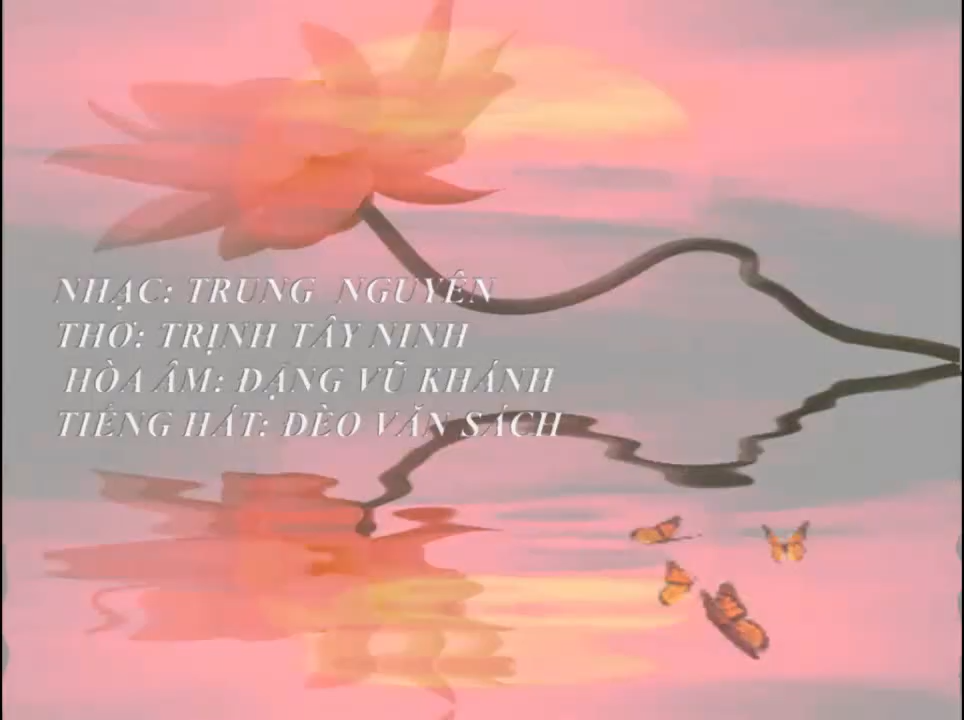 NHẠC: TRUNG NGUYÊN
THƠ: TRỊNH TÂY NINH
HÒA ÂM: ĐẶNG VŨ KHÁNH
TIẾNG HÁT: ĐÈO VĂN SÁCH